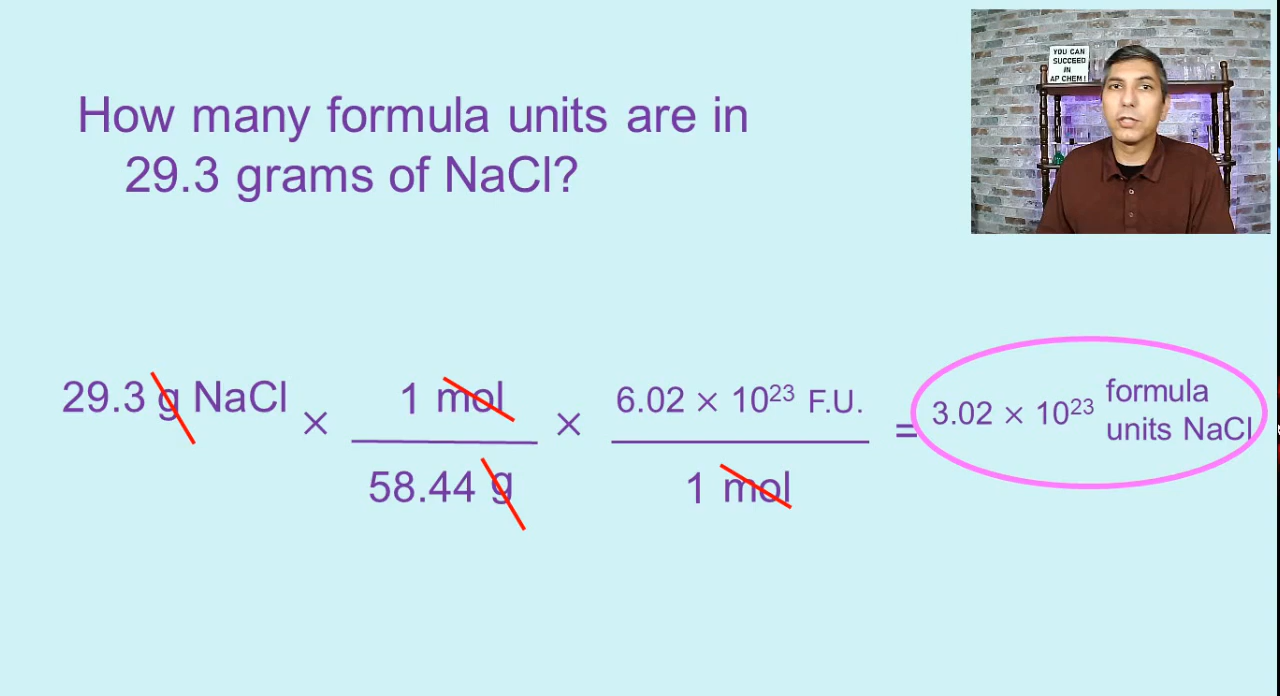 YOU CAN
SUCCEED
IN
AP CHEM!
How many formula units are in
29.3 grams of NaCl?
29.3 g NaCl × 1 mol / 58.44 g × 6.02 × 10²³ F.U. / 1 mol = 3.02 × 10²³ formula
units NaCl